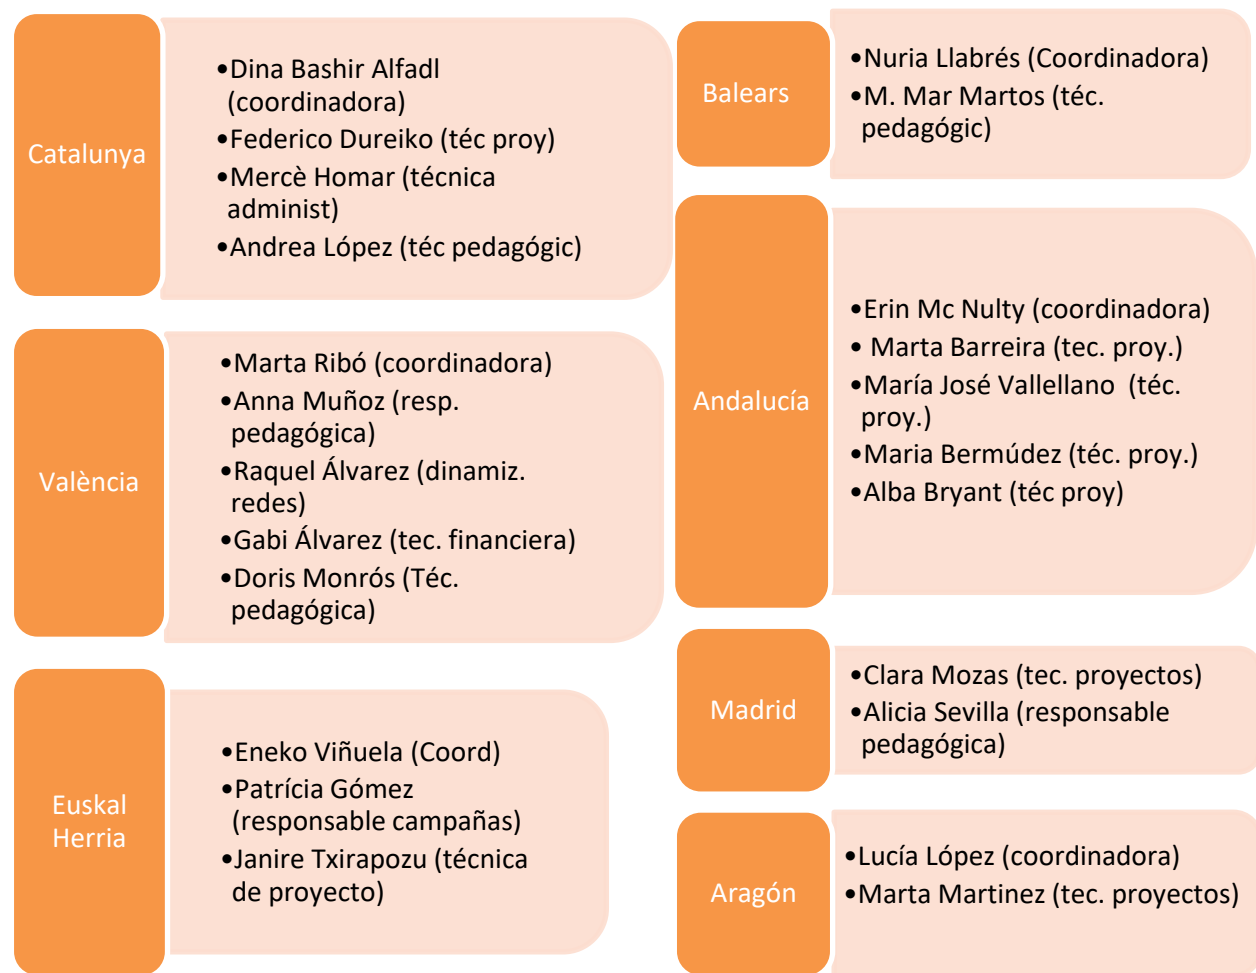 Catalunya
•Dina Bashir Alfadl
(coordinadora)
•Federico Dureiko (téc proy)
•Mercè Homar (técnica
administ)
•Andrea López (téc pedagógic)
València
•Marta Ribó (coordinadora)
•Anna Muñoz (resp.
pedagógica)
•Raquel Álvarez (dinamiz.
redes)
•Gabi Álvarez (tec. financiera)
•Doris Monrós (Téc.
pedagógica)
Euskal
Herria
•Eneko Viñuela (Coord)
•Patrícia Gómez
(responsable campañas)
•Janire Txirapozu (técnica
de proyecto)
Balears
•Nuria Llabrés (Coordinadora)
•M. Mar Martos (téc.
pedagógic)
Andalucía
•Erin Mc Nulty (coordinadora)
• Marta Barreira (tec. proy.)
•María José Vallellano (téc.
proy.)
•Maria Bermúdez (téc. proy.)
•Alba Bryant (téc proy)
Madrid
•Clara Mozas (tec. proyectos)
•Alicia Sevilla (responsable
pedagógica)
Aragón
•Lucía López (coordinadora)
•Marta Martinez (tec. proyectos)